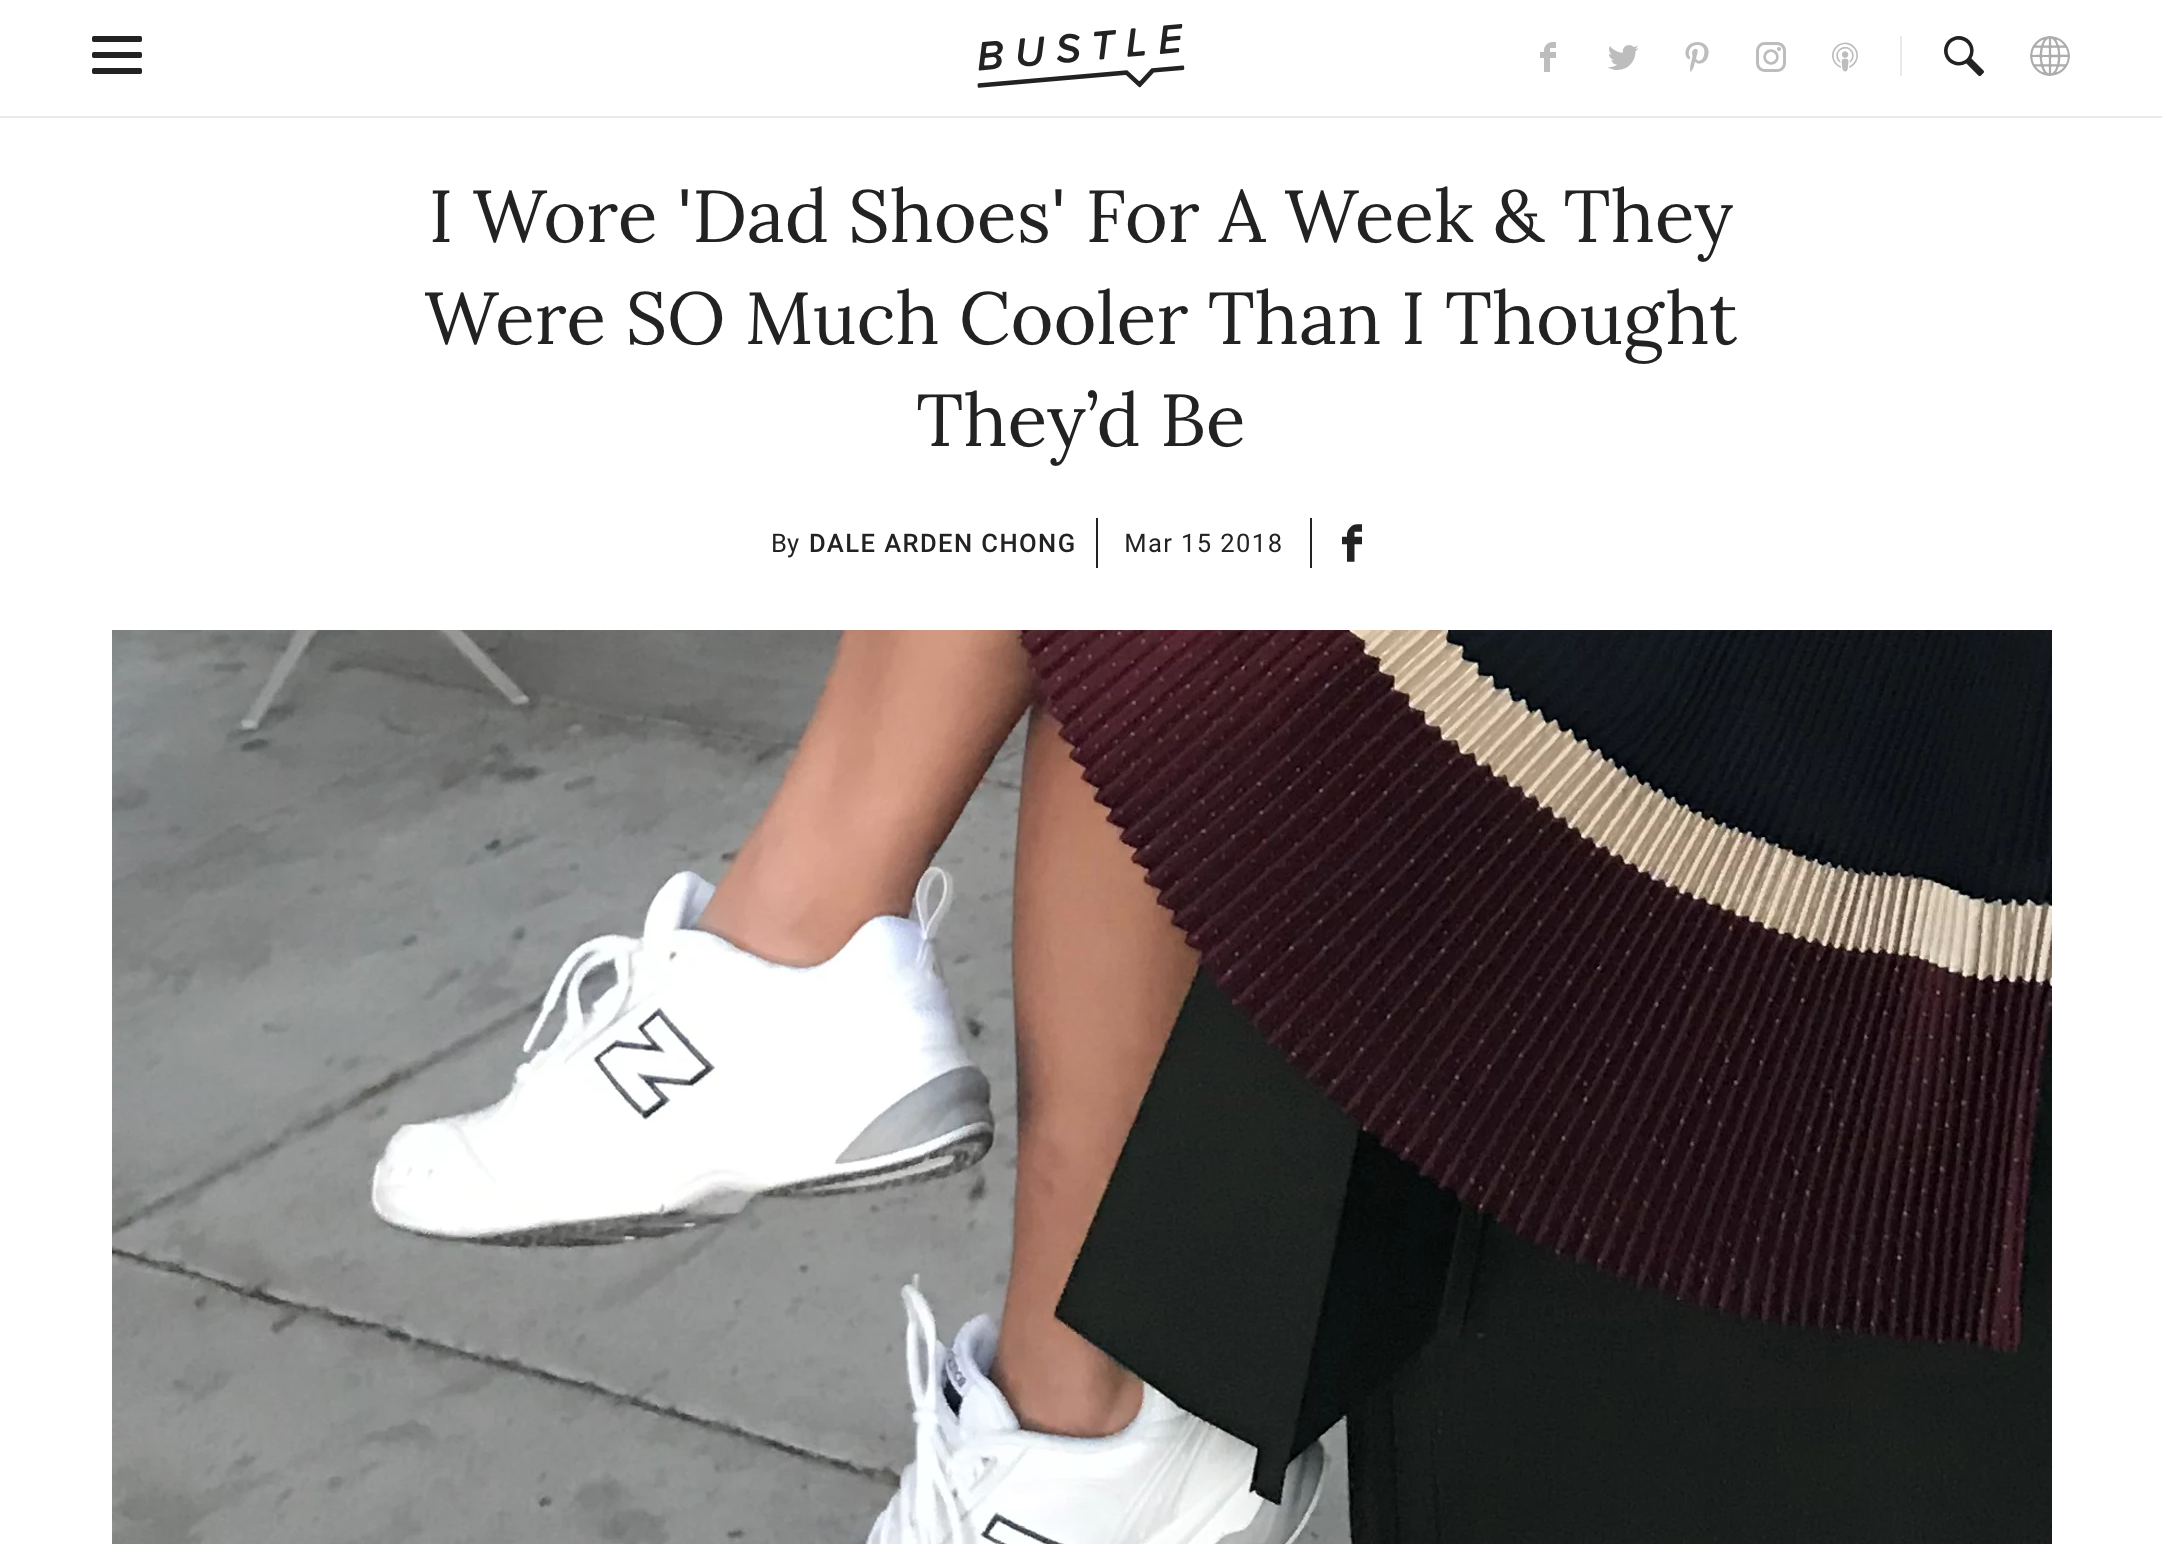 BUSTLE
I Wore 'Dad Shoes' For A Week & They
Were SO Much Cooler Than I Thought
They’d Be
By DALE ARDEN CHONG
Mar 15 2018
N